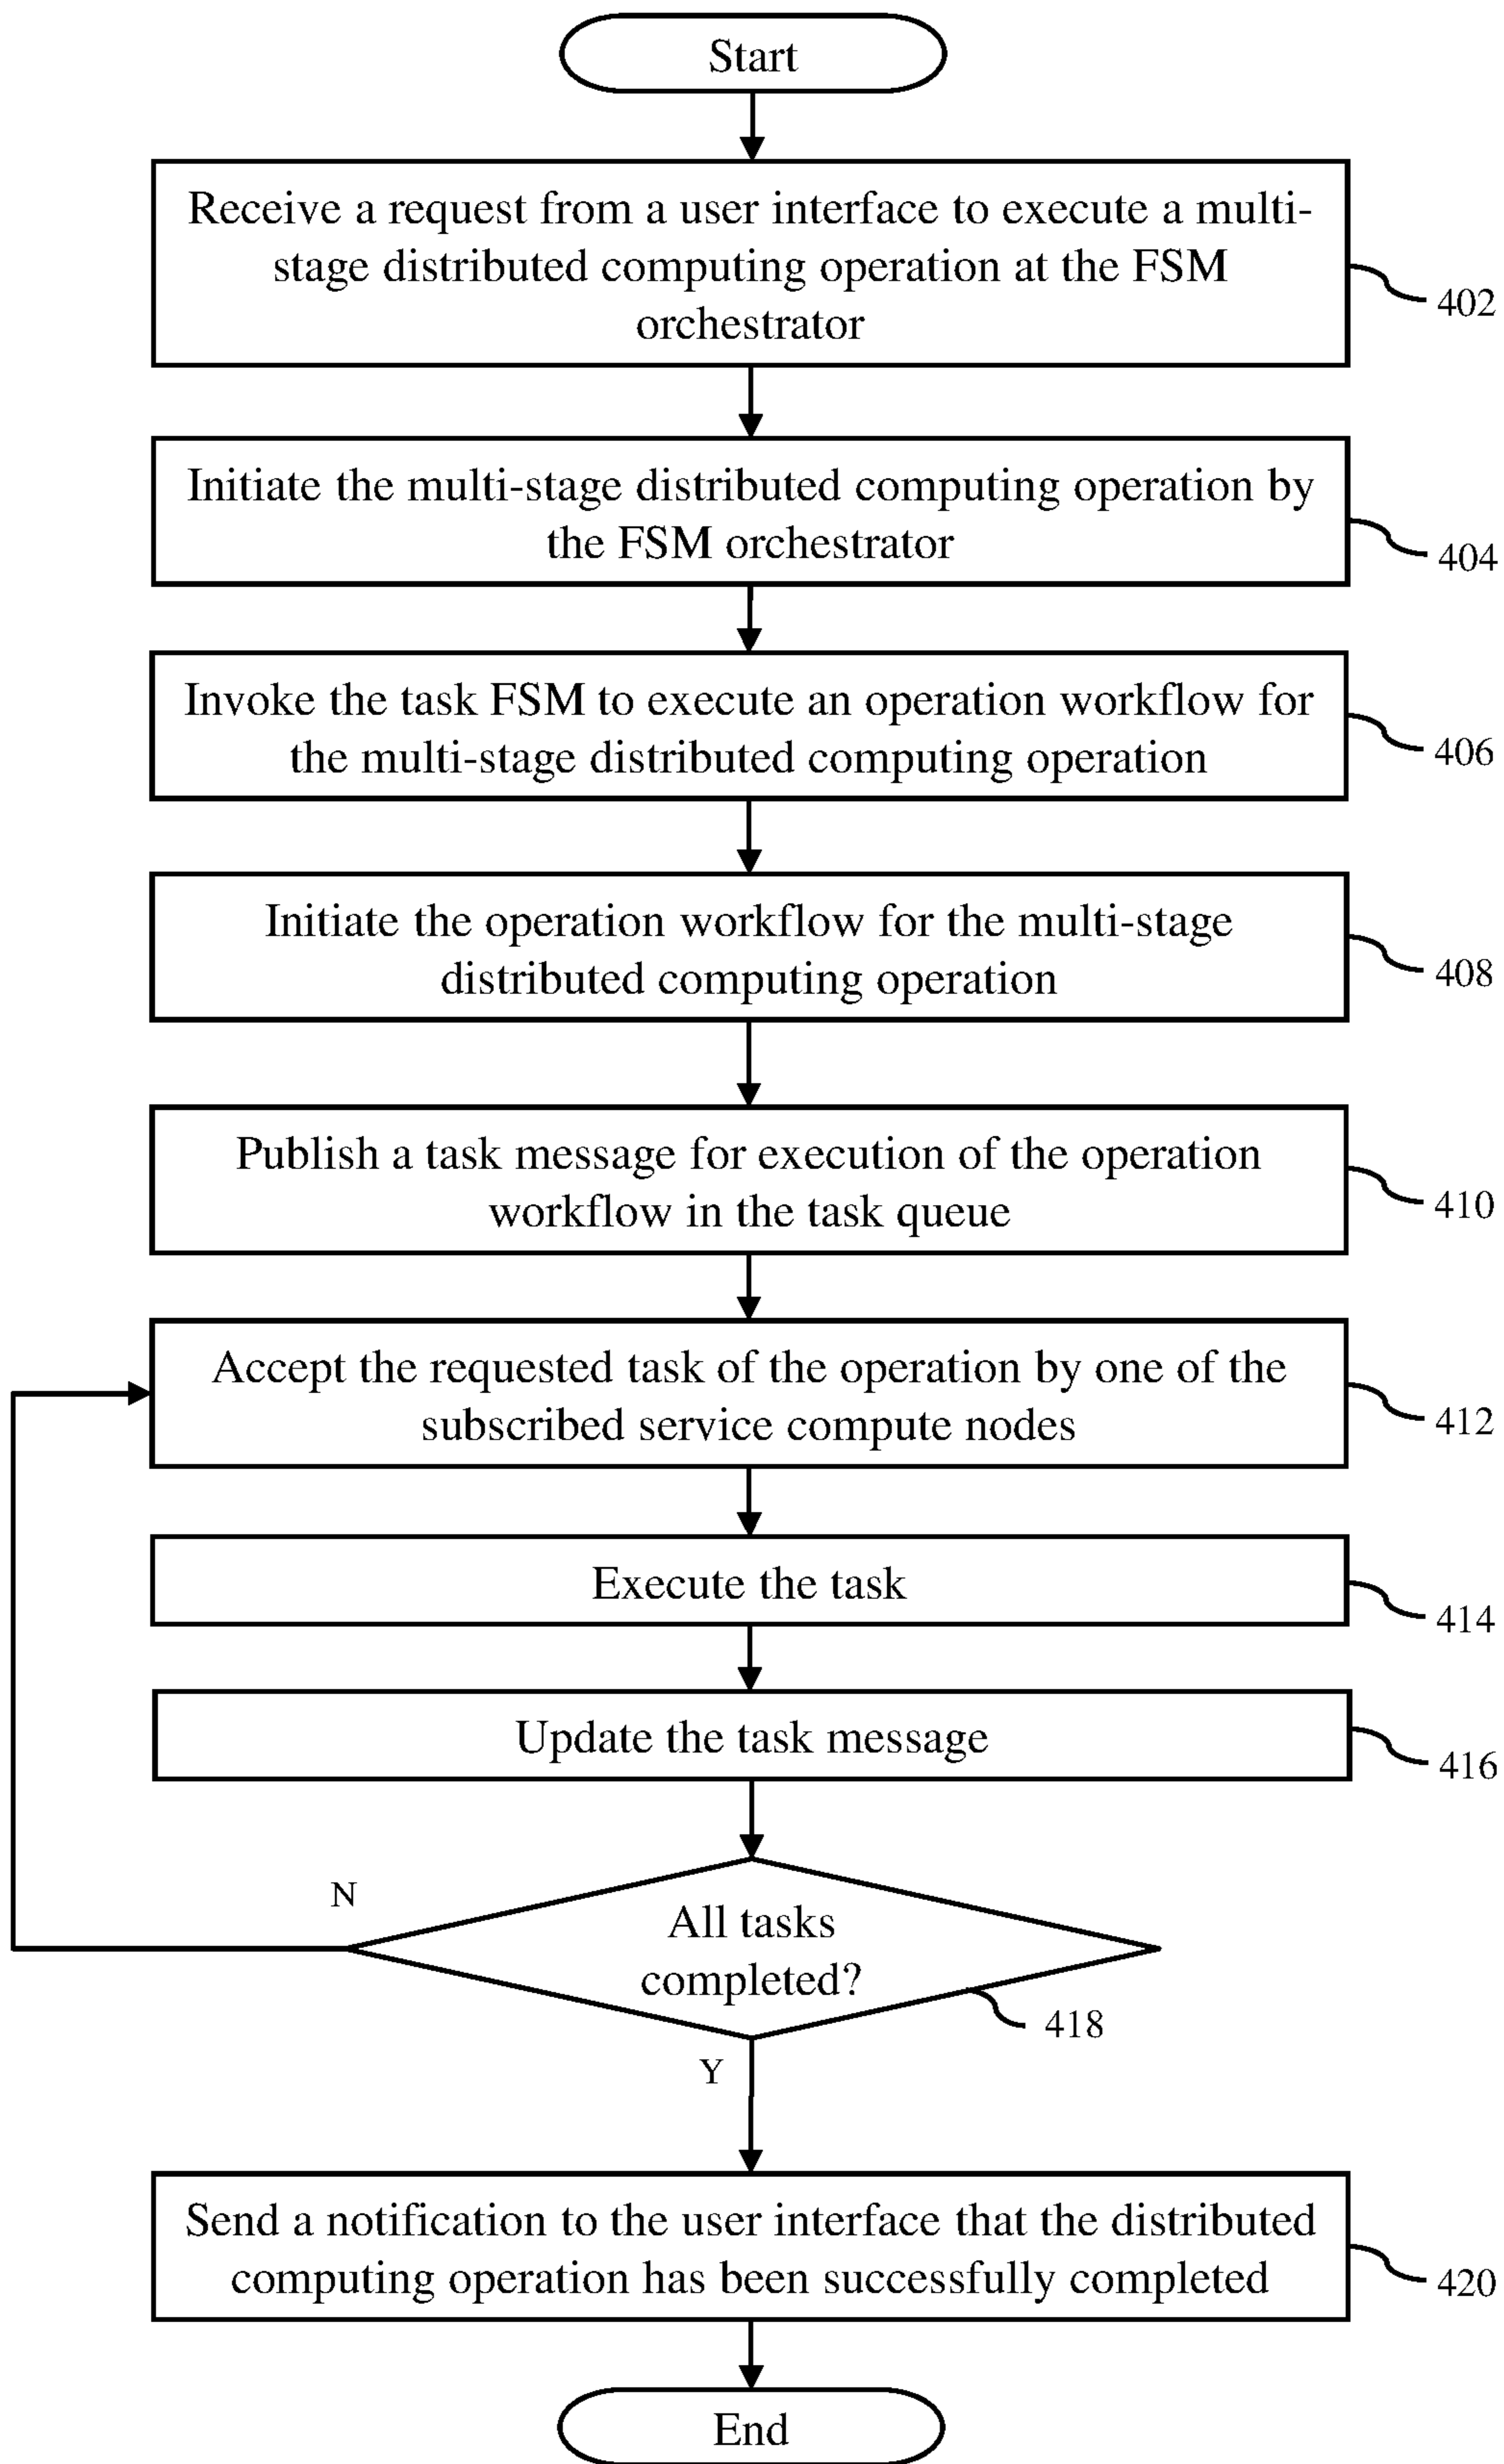 Start
Receive a request from a user interface to execute a multi-
stage distributed computing operation at the FSM
orchestrator
402
Initiate the multi-stage distributed computing operation by
the FSM orchestrator
404
Invoke the task FSM to execute an operation workflow for
the multi-stage distributed computing operation
406
Initiate the operation workflow for the multi-stage
distributed computing operation
408
Publish a task message for execution of the operation
workflow in the task queue
410
Accept the requested task of the operation by one of the
subscribed service compute nodes
412
Execute the task
414
Update the task message
416
N
All tasks
completed?
418
Y
Send a notification to the user interface that the distributed
computing operation has been successfully completed
420
End